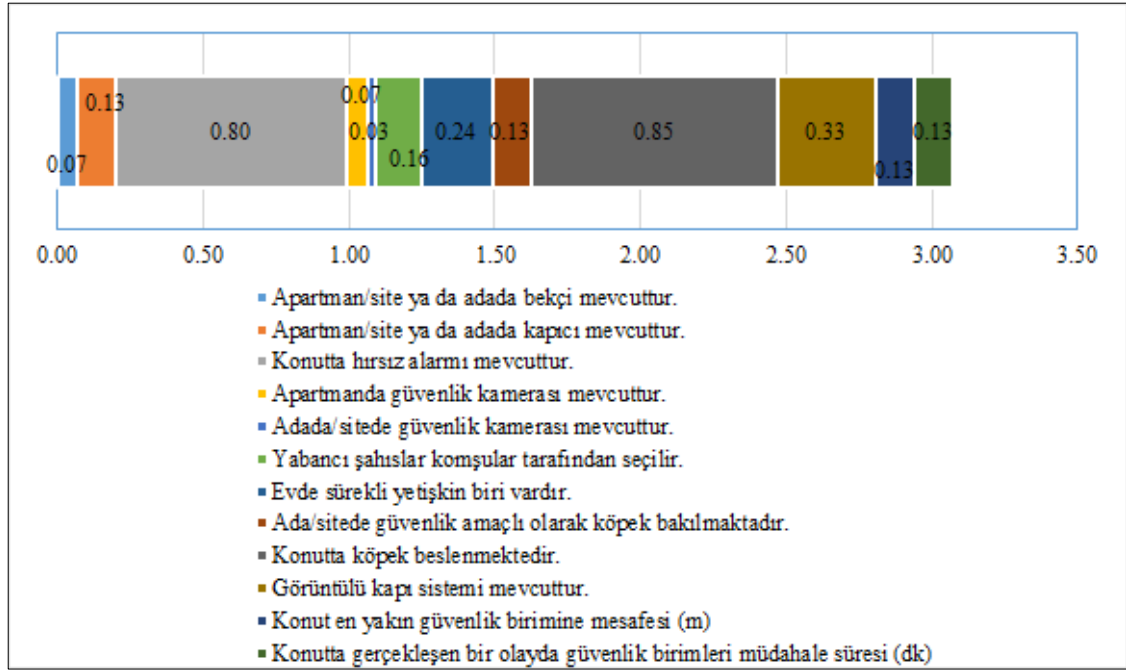 0.07
0.13
0.80
0.07
0.03
0.16
0.24
0.13
0.85
0.33
0.13
0.13
0.00 0.50 1.00 1.50 2.00 2.50 3.00 3.50
Apartman/site ya da adada bekçi mevcuttur.
Apartman/site ya da adada kapıcı mevcuttur.
Konutta hırsız alarmı mevcuttur.
Apartmanda güvenlik kamerası mevcuttur.
Adada/sitede güvenlik kamerası mevcuttur.
Yabancı şahıslar komşular tarafından seçilir.
Evde sürekli yetişkin biri vardır.
Ada/sitede güvenlik amaçlı olarak köpek bakılmaktadır.
Konutta köpek beslenmektedir.
Görüntülü kapı sistemi mevcuttur.
Konut en yakın güvenlik birimine mesafesi (m)
Konutta gerçekleşen bir olayda güvenlik birimleri müdahale süresi (dk)